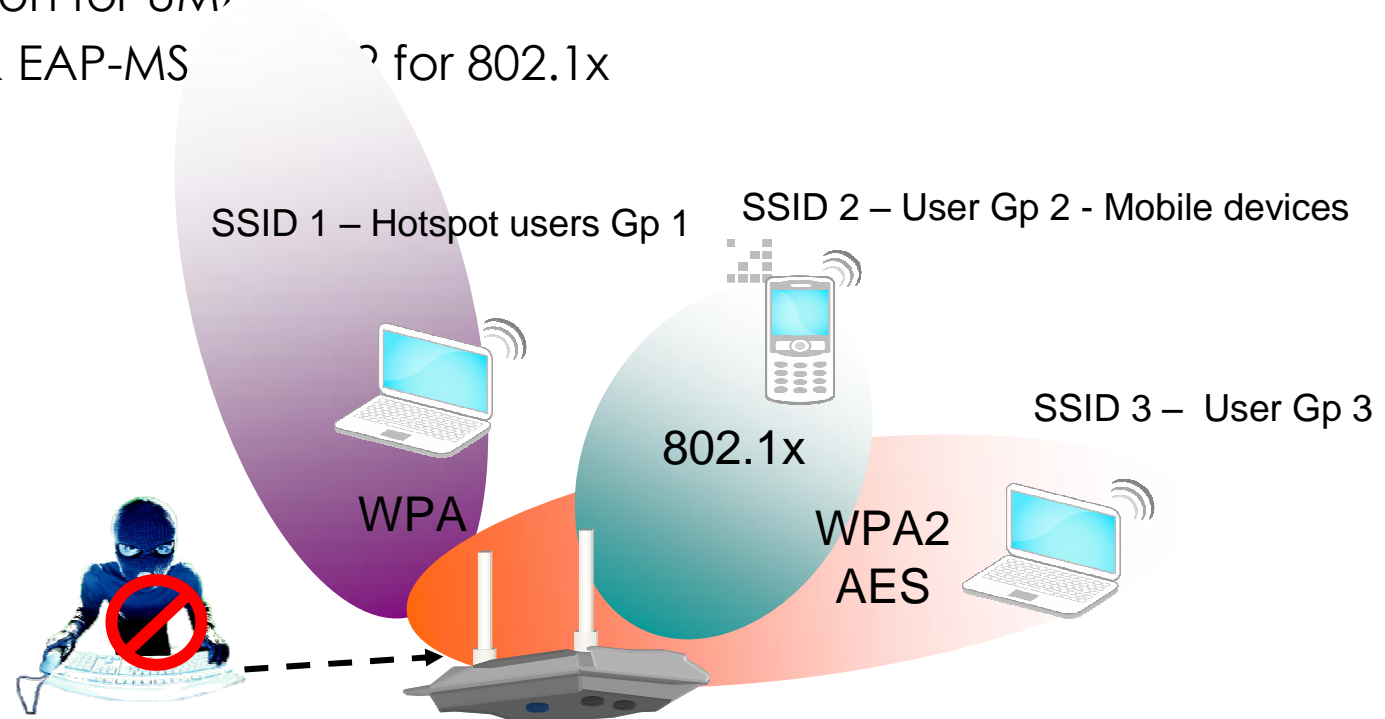 for
EAP-MS for 802.1x
SSID 1 – Hotspot users Gp 1
SSID 2 – User Gp 2 - Mobile devices
SSID 3 – User Gp 3
802.1x
WPA
WPA2
AES